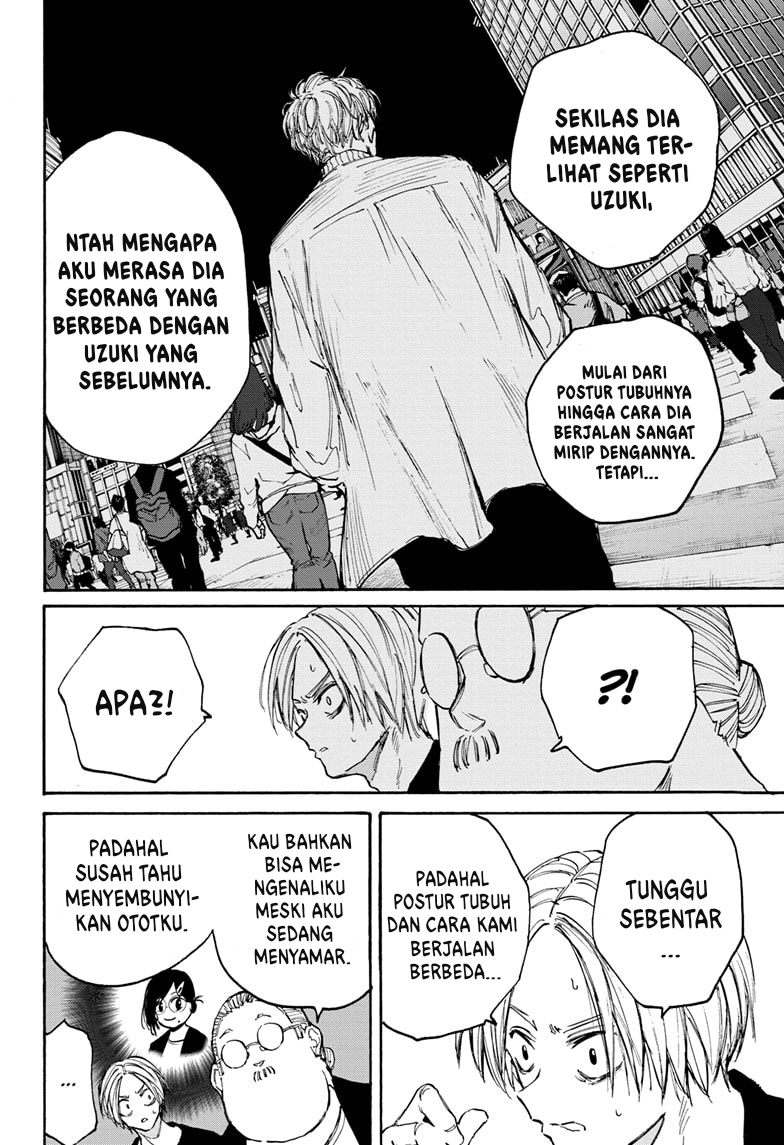 SEKILAS DIA
MEMANG TER-
LIHAT SEPERTI
UZUKI,
MULAI DARI
POSTUR TUBUHNYA
HINGGA CARA DIA
BERJALAN SANGAT
MIRIP DENGANNYA.
TETAPI...
NTAH MENGAPA
AKU MERASA DIA
SEORANG YANG
BERBEDA DENGAN
UZUKI YANG
SEBELUMNYA.
?!
APA?!
TUNGGU
SEBENTAR
...
PADAHAL
POSTUR TUBUH
DAN CARA KAMI
BERJALAN
BERBEDA...
KAU BAHKAN
BISA ME-
NGENALIKU
MESKI AKU
SEDANG
MENYAMAR.
PADAHAL
SUSAH TAHU
MENYEMBUNYI-
KAN OTOTKU.
...